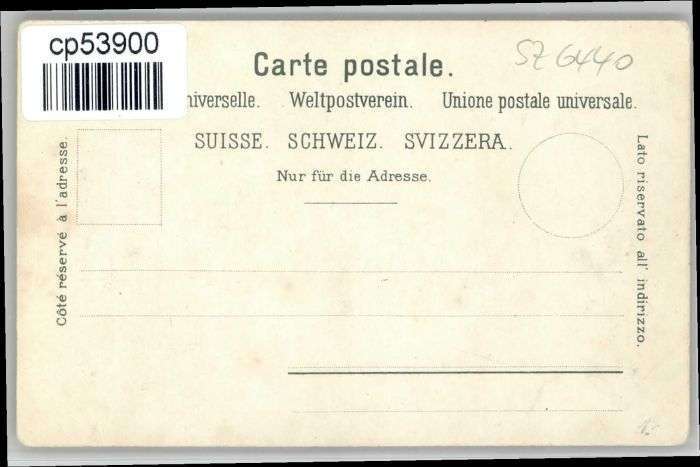 cp53900
SZ 6440
Carte postale.
niverselle. Weltpostverein. Unione postale universale.
SUISSE. SCHWEIZ. SVIZZERA.
Nur für die Adresse.
Côté réservé à l'adresse.
Lato riservato all' indirizzo.